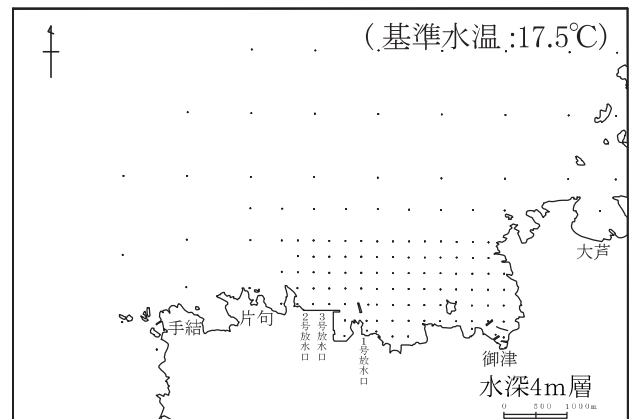 (基準水温:17.5℃)
大芦
手結
片句
2号放水口
3号放水口
1号放水口
御津
水深4m層
0 500 1000m